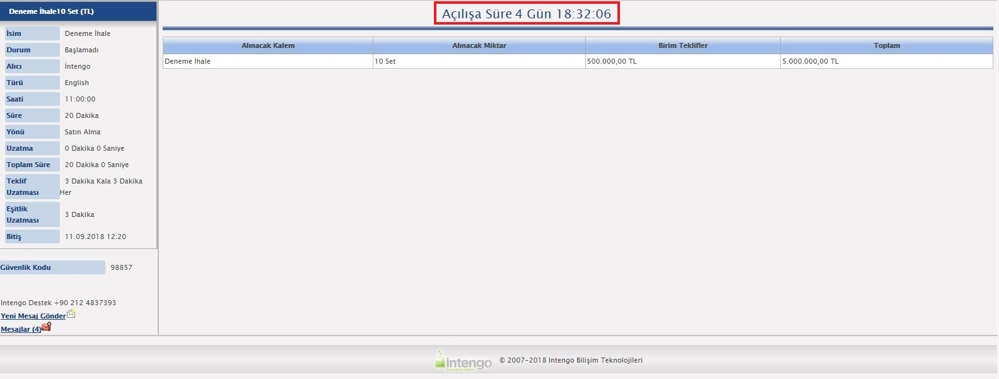 Deneme İhale10 Set (TL)
İsim Deneme İhale
Durum Başlamadı
Alıcı İntengo
Türü English
Saati 11:00:00
Süre 20 Dakika
Yönü Satın Alma
Uzatma 0 Dakika 0 Saniye
Toplam Süre 20 Dakika 0 Saniye
Teklif 3 Dakika Kala 3 Dakika
Uzatması Her
Eşitlik
Uzatması 3 Dakika
Bitiş 11.09.2018 12:20
Güvenlik Kodu 98857
Intengo Destek +90 212 4837393
Yeni Mesaj Gönder
Mesajlar (4)
Açılışa Süre 4 Gün 18:32:06
Alınacak Kalem Alınacak Miktar Birim Teklifler Toplam
Deneme İhale 10 Set 500.000,00 TL 5.000.000,00 TL
intengo © 2007-2018 Intengo Bilişim Teknolojileri